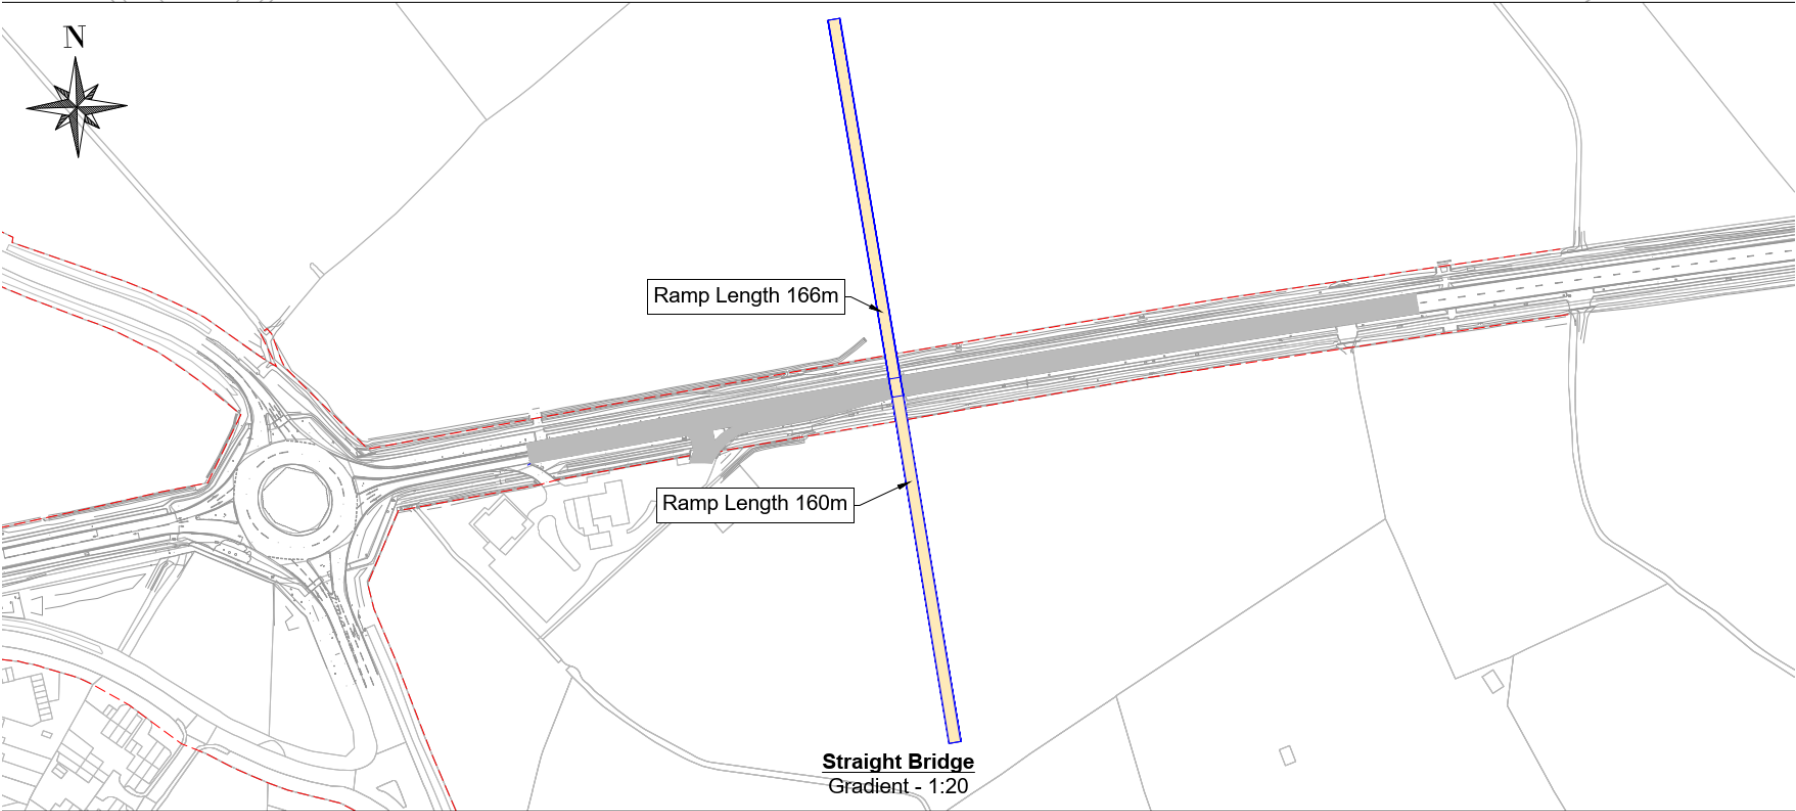 N
Ramp Length 166m
Ramp Length 160m
Straight Bridge
Gradient - 1:20